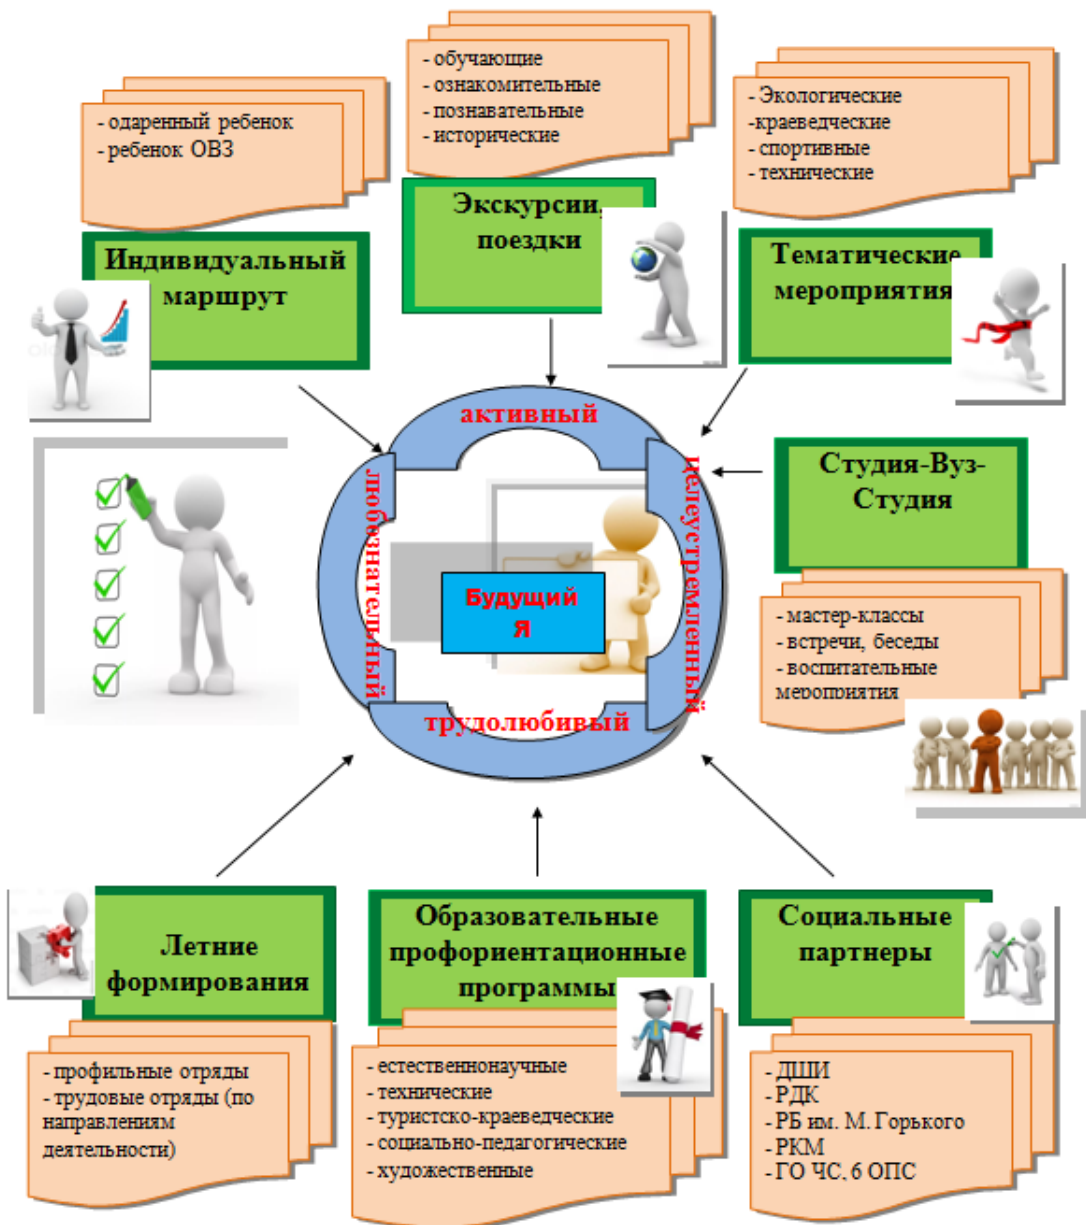 - обучающие
- ознакомительные
- познавательные
- исторические
- одаренный ребенок
- ребенок ОВЗ
- Экологические
-краеведческие
- спортивные
- технические
Экскурсии,
поездки
Индивидуальный
маршрут
Тематические
мероприятия
активный
любознательный
целеустремленный
трудолюбивый
Будущий
Я
Студия-Вуз-
Студия
- мастер-классы
- встречи, беседы
- воспитательные
мероприятия
Летние
формирования
- профильные отряды
- трудовые отряды (по
направлениям
деятельности)
Образовательные
профориентационные
программы
- естественнонаучные
- технические
- туристско-краеведческие
- социально-педагогические
- художественные
Социальные
партнеры
- ДШИ
- РДК
- РБ им. М. Горького
- РКМ
- ГО ЧС, 6 ОПС